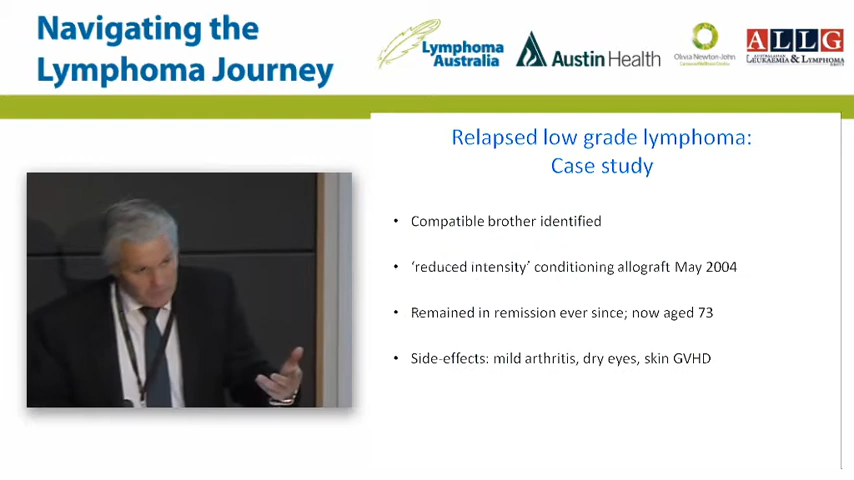 Navigating the
Lymphoma Journey
Lymphoma
Australia
Austin Health
Olivia Newton-John
ALLG
LEUKAEMIA & LYMPHOMA
Relapsed low grade lymphoma:
Case study
• Compatible brother identified
• ‘reduced intensity’ conditioning allograft May 2004
• Remained in remission ever since; now aged 73
• Side-effects: mild arthritis, dry eyes, skin GVHD